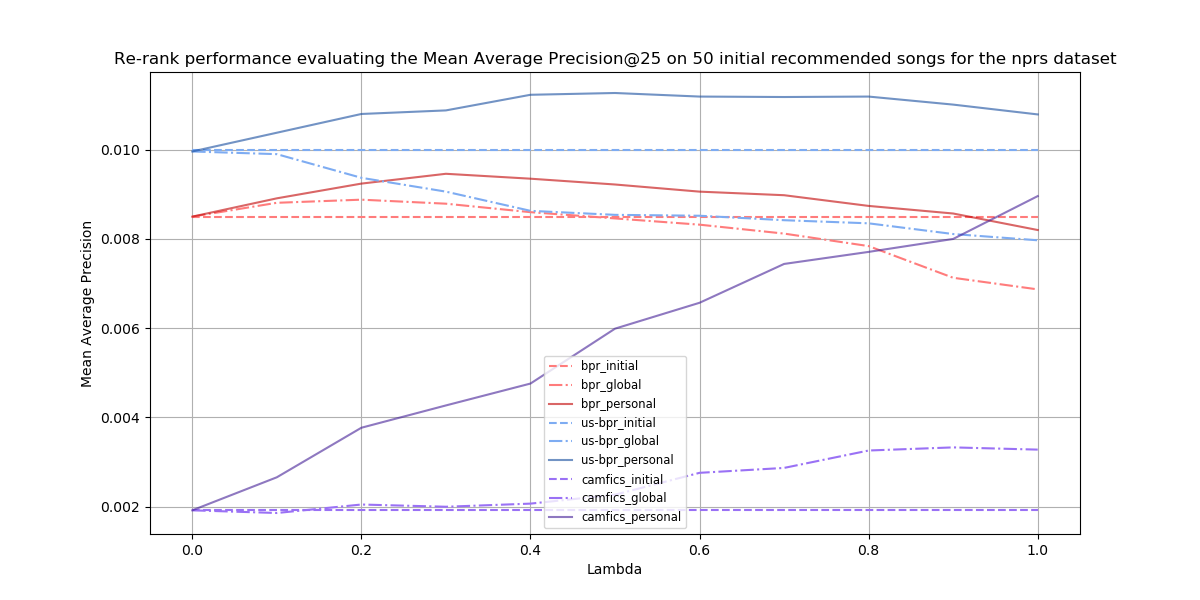 Re-rank performance evaluating the Mean Average Precision@25 on 50 initial recommended songs for the nprs dataset
Mean Average Precision
0.010
0.008
0.006
0.004
0.002
bpr_initial
bpr_global
bpr_personal
us-bpr_initial
us-bpr_global
us-bpr_personal
camfics_initial
camfics_global
camfics_personal
0.0
0.2
0.4
0.6
0.8
1.0
Lambda